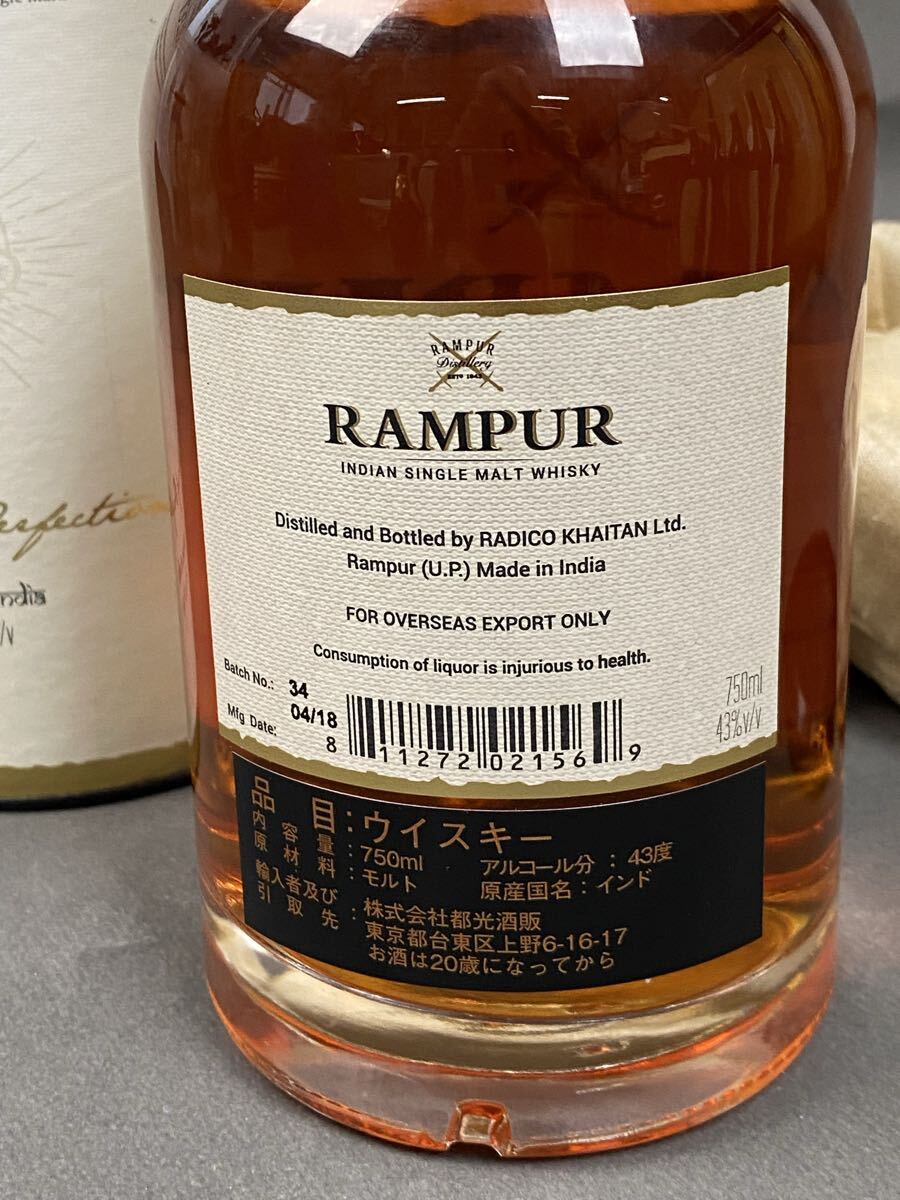 Perfection
ndia
/v
RAMPUR
Distillery
ESTD 1943
RAMPUR
INDIAN SINGLE MALT WHISKY
Distilled and Bottled by RADICO KHAITAN Ltd.
Rampur (U.P.) Made in India
FOR OVERSEAS EXPORT ONLY
Consumption of liquor is injurious to health.
Batch No.: 34
Mfg Date: 04/18
8 11272 02156 9
750ml
43%v/v
品目:ウイスキー
内容量:750ml アルコール分:43度
原材料:モルト 原産国名:インド
輸入者及び
引取先:株式会社都光酒販
東京都台東区上野6-16-17
お酒は20歳になってから